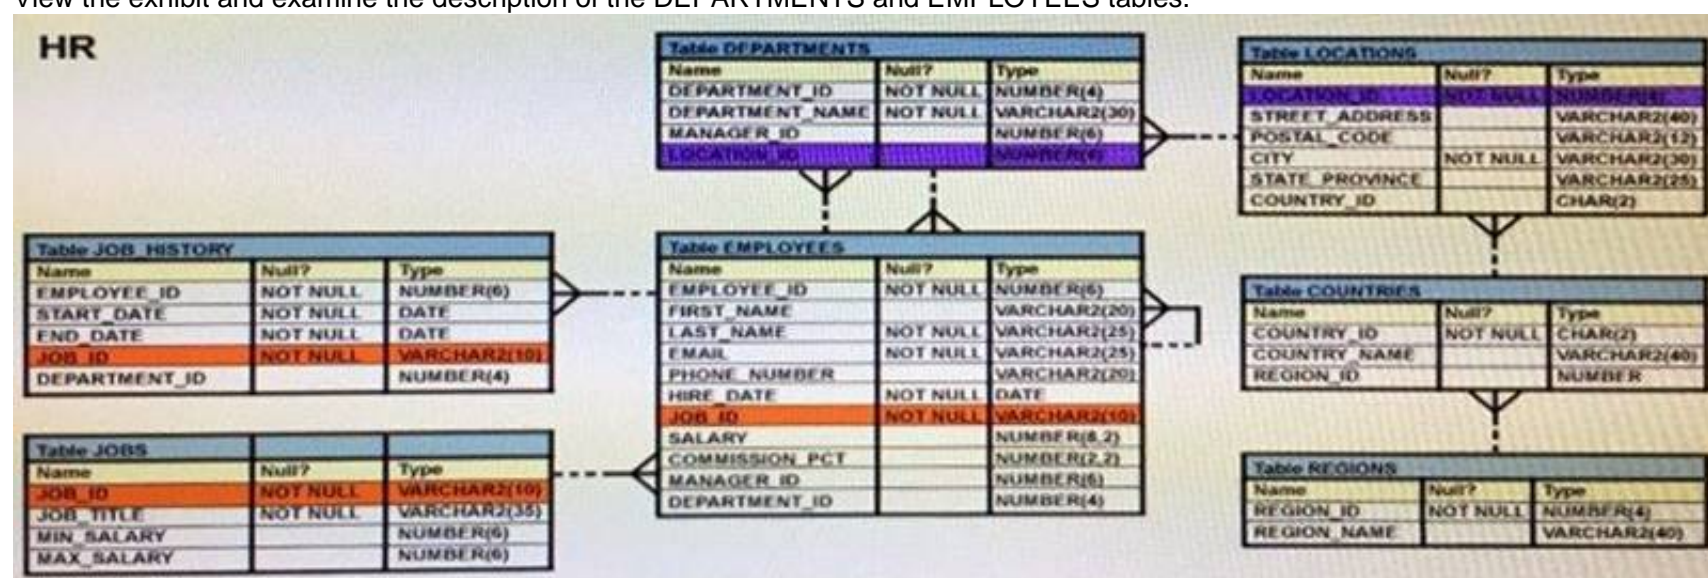 View the exhibit and examine the description of the DEPARTMENTS and EMPLOYEES tables.
HR
Table DEPARTMENTS
Name Null? Type
DEPARTMENT_ID NOT NULL NUMBER(4)
DEPARTMENT_NAME NOT NULL VARCHAR2(30)
MANAGER_ID NUMBER(6)
LOCATION_ID NUMBER(4)
Table LOCATIONS
Name Null? Type
LOCATION_ID NOT NULL NUMBER(4)
STREET_ADDRESS VARCHAR2(40)
POSTAL_CODE VARCHAR2(12)
CITY NOT NULL VARCHAR2(30)
STATE_PROVINCE VARCHAR2(25)
COUNTRY_ID CHAR(2)
Table JOB_HISTORY
Name Null? Type
EMPLOYEE_ID NOT NULL NUMBER(6)
START_DATE NOT NULL DATE
END_DATE NOT NULL DATE
JOB_ID NOT NULL VARCHAR2(10)
DEPARTMENT_ID NUMBER(4)
Table EMPLOYEES
Name Null? Type
EMPLOYEE_ID NOT NULL NUMBER(6)
FIRST_NAME VARCHAR2(20)
LAST_NAME NOT NULL VARCHAR2(25)
EMAIL NOT NULL VARCHAR2(25)
PHONE_NUMBER VARCHAR2(20)
HIRE_DATE NOT NULL DATE
JOB_ID NOT NULL VARCHAR2(10)
SALARY NUMBER(8,2)
COMMISSION_PCT NUMBER(2,2)
MANAGER_ID NUMBER(6)
DEPARTMENT_ID NUMBER(4)
Table COUNTRIES
Name Null? Type
COUNTRY_ID NOT NULL CHAR(2)
COUNTRY_NAME VARCHAR2(40)
REGION_ID NUMBER
Table JOBS
Name Null? Type
JOB_ID NOT NULL VARCHAR2(10)
JOB_TITLE NOT NULL VARCHAR2(35)
MIN_SALARY NUMBER(6)
MAX_SALARY NUMBER(6)
Table REGIONS
Name Null? Type
REGION_ID NOT NULL NUMBER(4)
REGION_NAME VARCHAR2(40)